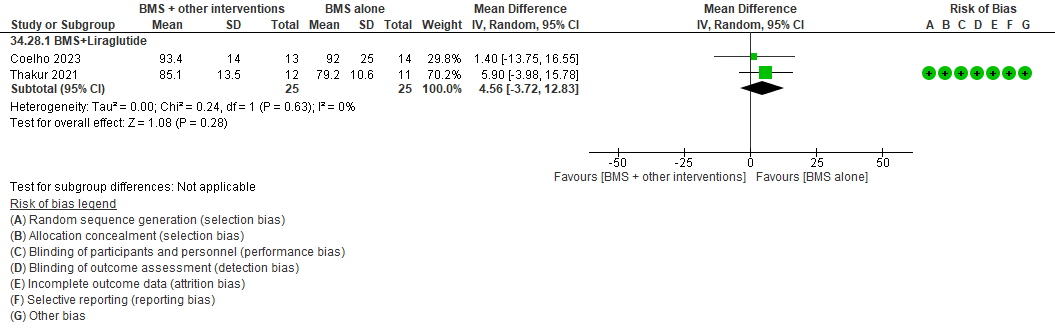 BMS + other interventions BMS alone Mean Difference Mean Difference Risk of Bias
Study or Subgroup Mean SD Total Mean SD Total Weight IV, Random, 95% CI IV, Random, 95% CI A B C D E F G
34.28.1 BMS+Liraglutide
Coelho 2023 93.4 14 13 92 25 14 29.8% 1.40 [-13.75, 16.55]
Thakur 2021 85.1 13.5 12 79.2 10.6 11 70.2% 5.90 [-3.98, 15.78] + + + + + + +
Subtotal (95% CI) 25 25 100.0% 4.56 [-3.72, 12.83]
Heterogeneity: Tau² = 0.00; Chi² = 0.24, df = 1 (P = 0.63); I² = 0%
Test for overall effect: Z = 1.08 (P = 0.28)
-50 -25 0 25 50
Favours [BMS + other interventions] Favours [BMS alone]
Test for subgroup differences: Not applicable
Risk of bias legend
(A) Random sequence generation (selection bias)
(B) Allocation concealment (selection bias)
(C) Blinding of participants and personnel (performance bias)
(D) Blinding of outcome assessment (detection bias)
(E) Incomplete outcome data (attrition bias)
(F) Selective reporting (reporting bias)
(G) Other bias